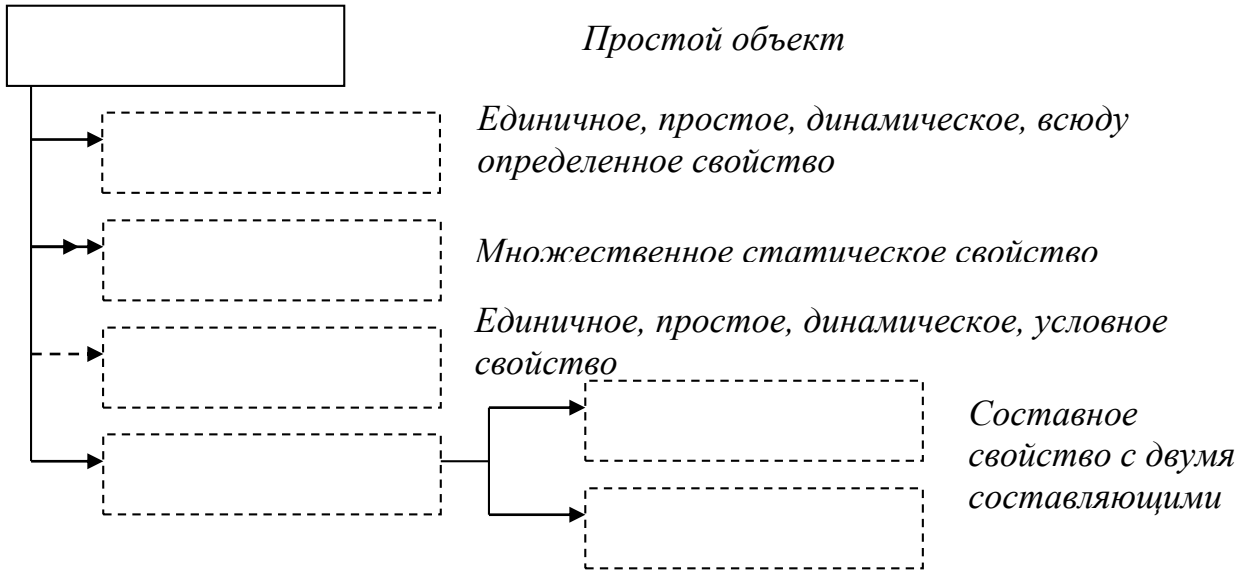 Простой объект
Единичное, простое, динамическое, всюду
определенное свойство
Множественное статическое свойство
Единичное, простое, динамическое, условное
свойство
Составное
свойство с двумя
составляющими